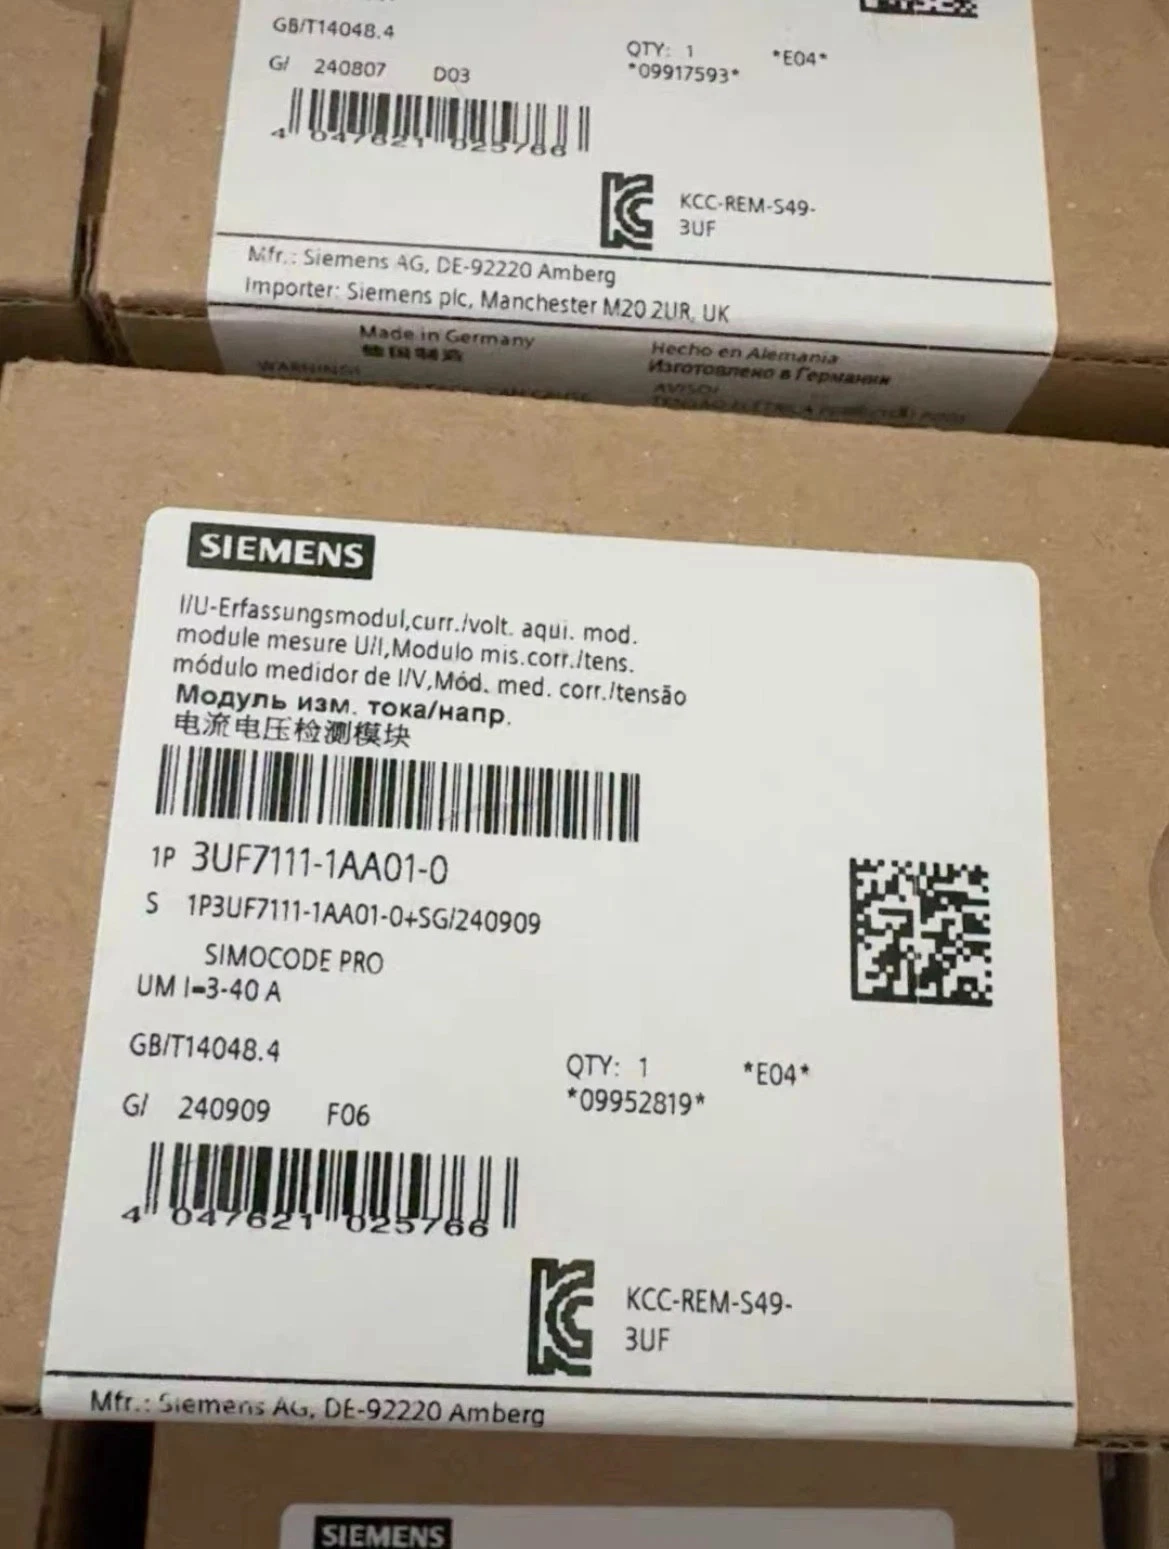 GB/T14048.4
QTY: 1 *E04*
G/ 240807 D03
*09917593*
4 047621 025766
KCC-REM-S49-
3UF
Mfr.: Siemens AG, DE-92220 Amberg
Importer: Siemens plc, Manchester M20 2UR, UK
Made in Germany
德国制造
Hecho en Alemania
Изготовлено в Германии
WARNING!
AVISO!
SIEMENS
I/U-Erfassungsmodul,curr./volt. aqui. mod.
module mesure U/I,Modulo mis.corr./tens.
módulo medidor de I/V,Mód. med. corr./tensão
Модуль изм. тока/напр.
电流电压检测模块
1P 3UF7111-1AA01-0
S 1P3UF7111-1AA01-0+SG/240909
SIMOCODE PRO
UM I=3-40 A
GB/T14048.4
QTY: 1 *E04*
*09952819*
G/ 240909 F06
4 047621 025766
KCC-REM-S49-
3UF
Mfr.: Siemens AG, DE-92220 Amberg
SIEMENS